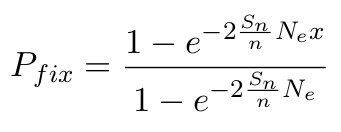 $P_{fix} = \frac{1 - e^{-2\frac{S_n}{n}N_e x}}{1 - e^{-2\frac{S_n}{n}N_e}}$